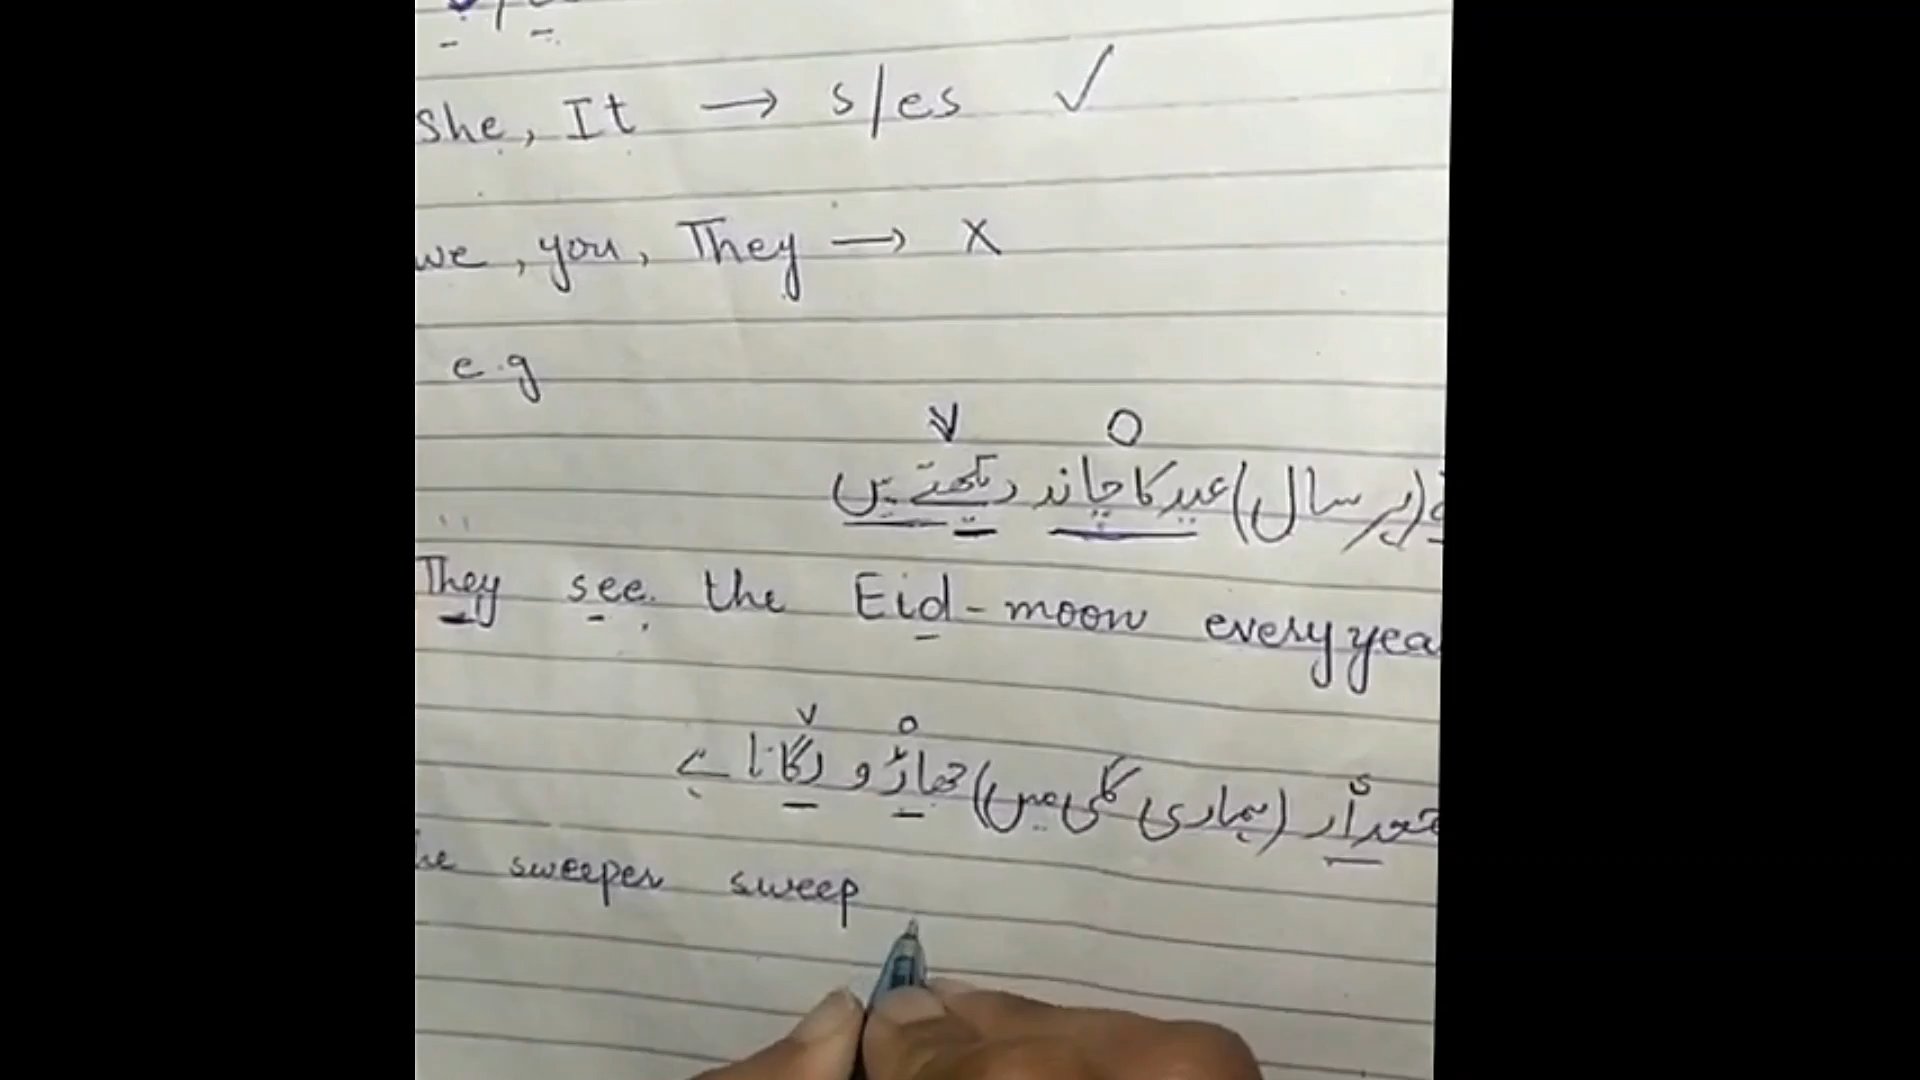 She, It → s/es ✓
we, you, They → X
e.g
V O
(ہر سال) عید کا چاند دیکھتے ہیں
They see the Eid-moon every yea
V O S
(ہماری گلی میں) جھاڑو لگاتا ہے
he sweeper sweep